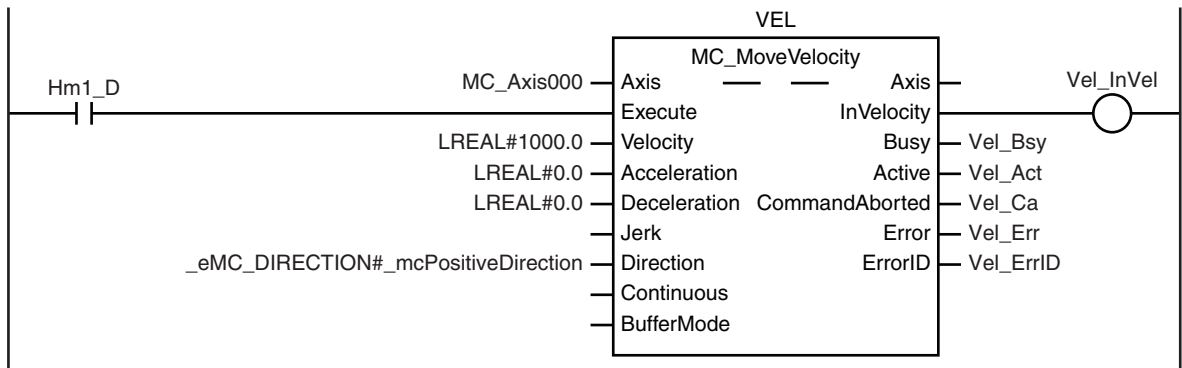 VEL
MC_MoveVelocity
Hm1_D
MC_Axis000 Axis Axis Vel_InVel
Execute InVelocity
LREAL#1000.0 Velocity Busy Vel_Bsy
LREAL#0.0 Acceleration Active Vel_Act
LREAL#0.0 Deceleration CommandAborted Vel_Ca
Jerk Error Vel_Err
_eMC_DIRECTION#_mcPositiveDirection Direction ErrorID Vel_ErrID
Continuous
BufferMode